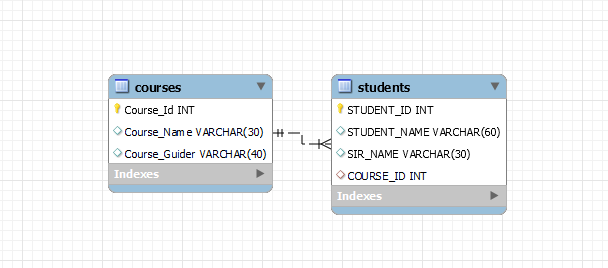 courses
Course_Id INT
Course_Name VARCHAR(30)
Course_Guider VARCHAR(40)
Indexes
students
STUDENT_ID INT
STUDENT_NAME VARCHAR(60)
SIR_NAME VARCHAR(30)
COURSE_ID INT
Indexes